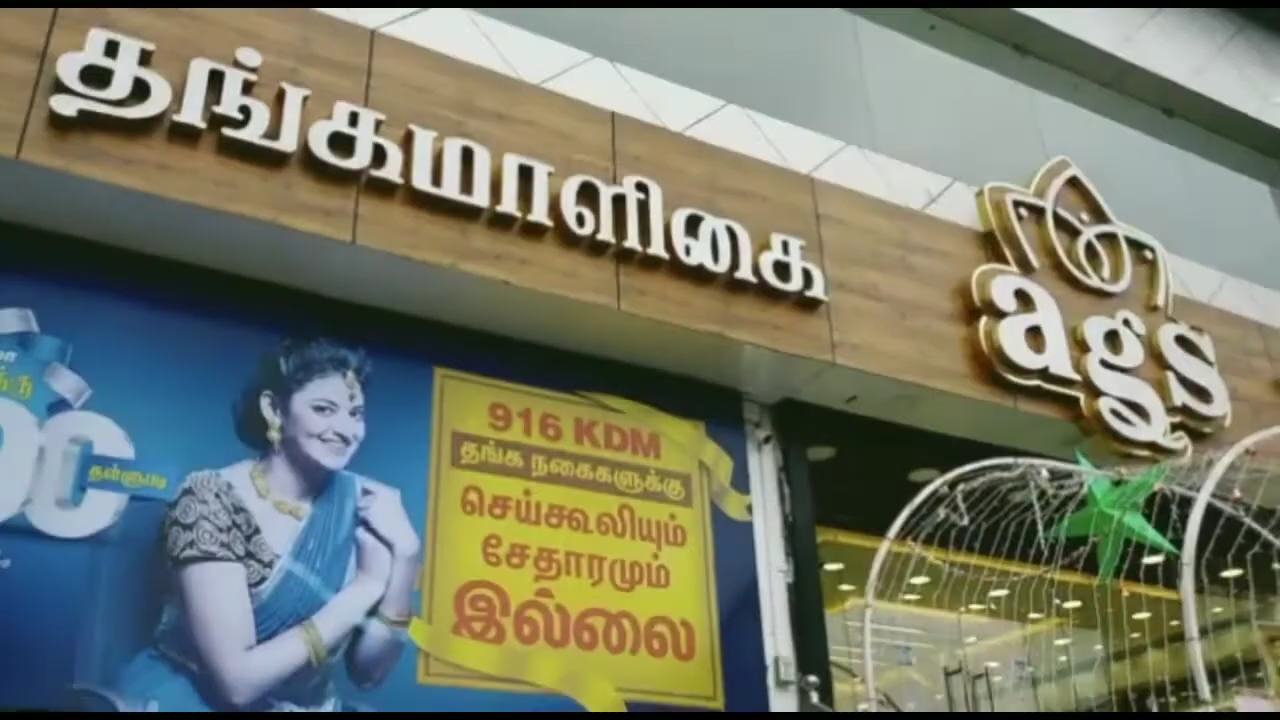 தங்கமாளிகை
ags
தள்ளுபடி
916 KDM
தங்க நகைகளுக்கு
செய்கூலியும்
சேதாரமும்
இல்லை